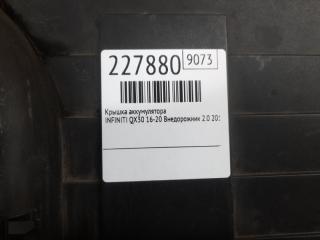 227880 9073
Крышка аккумулятора
INFINITI QX30 16-20 Внедорожник 2.0 20